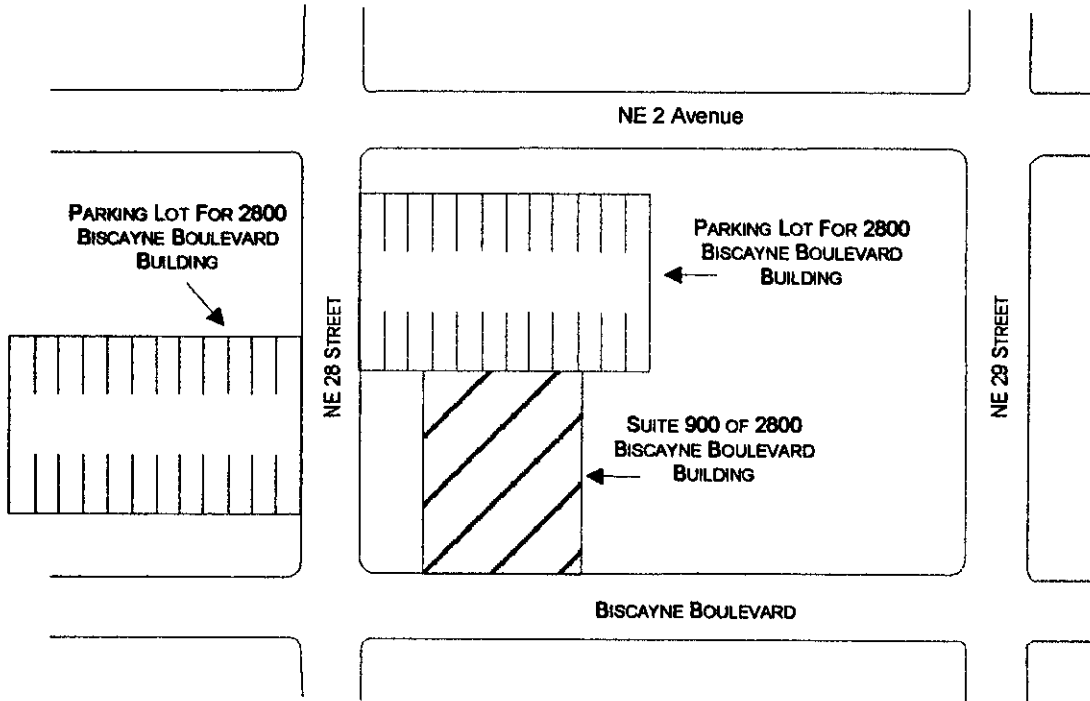 NE 2 Avenue
PARKING LOT FOR 2800
BISCAYNE BOULEVARD
BUILDING
PARKING LOT FOR 2800
BISCAYNE BOULEVARD
BUILDING
NE 28 STREET
NE 29 STREET
SUITE 900 OF 2800
BISCAYNE BOULEVARD
BUILDING
BISCAYNE BOULEVARD